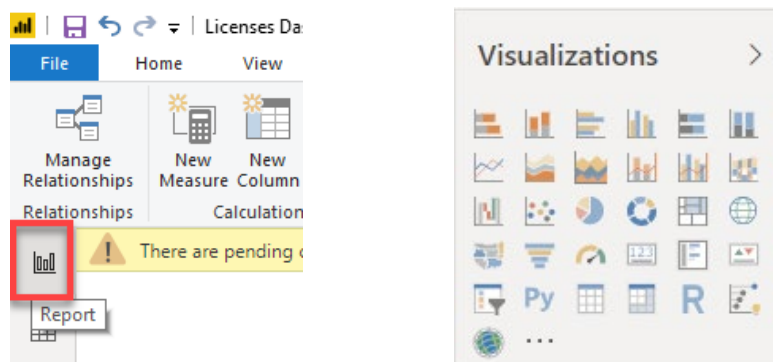 Licenses Da
File Home View
Manage Relationships
New Measure
New Column
Relationships Calculation
There are pending
Report
Visualizations
123
Py
R